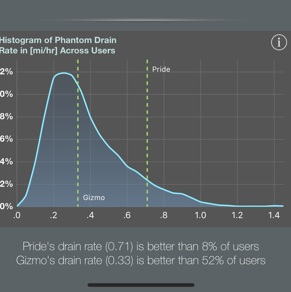 Histogram of Phantom Drain
Rate in [mi/hr] Across Users
i
Pride
2%
0%
8%
6%
4%
2%
0%
Gizmo
.0 .2 .4 .6 .8 1.0 1.2 1.4
Pride's drain rate (0.71) is better than 8% of users
Gizmo's drain rate (0.33) is better than 52% of users